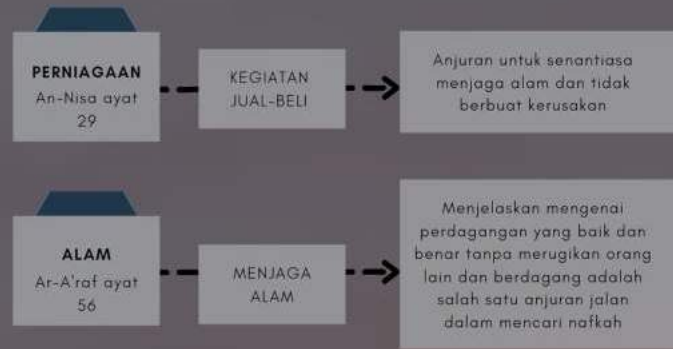 PERNIAGAAN
An-Nisa ayat
29
KEGIATAN
JUAL-BELI
Anjuran untuk senantiasa
menjaga alam dan tidak
berbuat kerusakan
ALAM
Ar-A'raf ayat
56
MENJAGA
ALAM
Menjelaskan mengenai
perdagangan yang baik dan
benar tanpa merugikan orang
lain dan berdagang adalah
salah satu anjuran jalan
dalam mencari nafkah